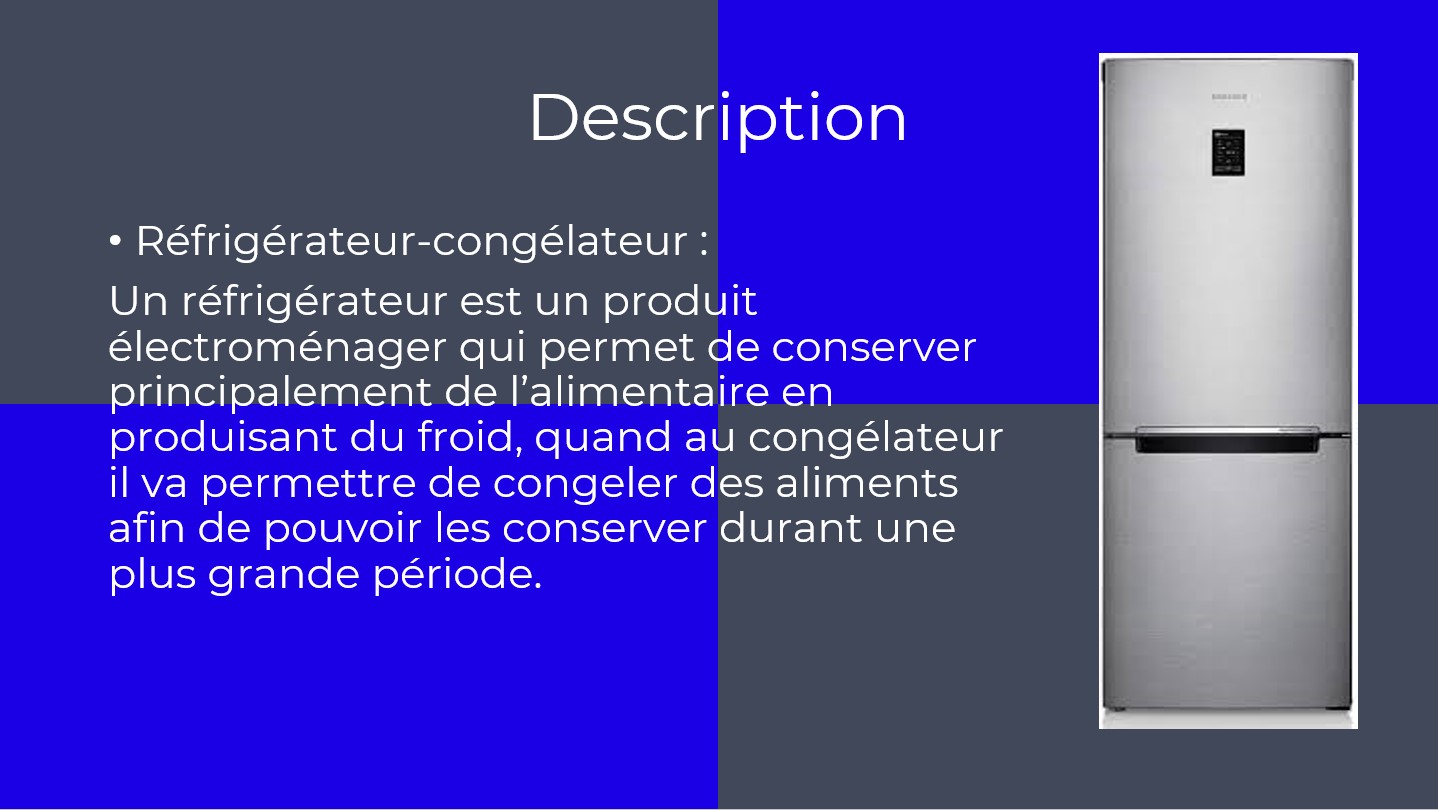 Description
• Réfrigérateur-congélateur :
Un réfrigérateur est un produit
électroménager qui permet de conserver
principalement de l’alimentaire en
produisant du froid, quand au congélateur
il va permettre de congeler des aliments
afin de pouvoir les conserver durant une
plus grande période.